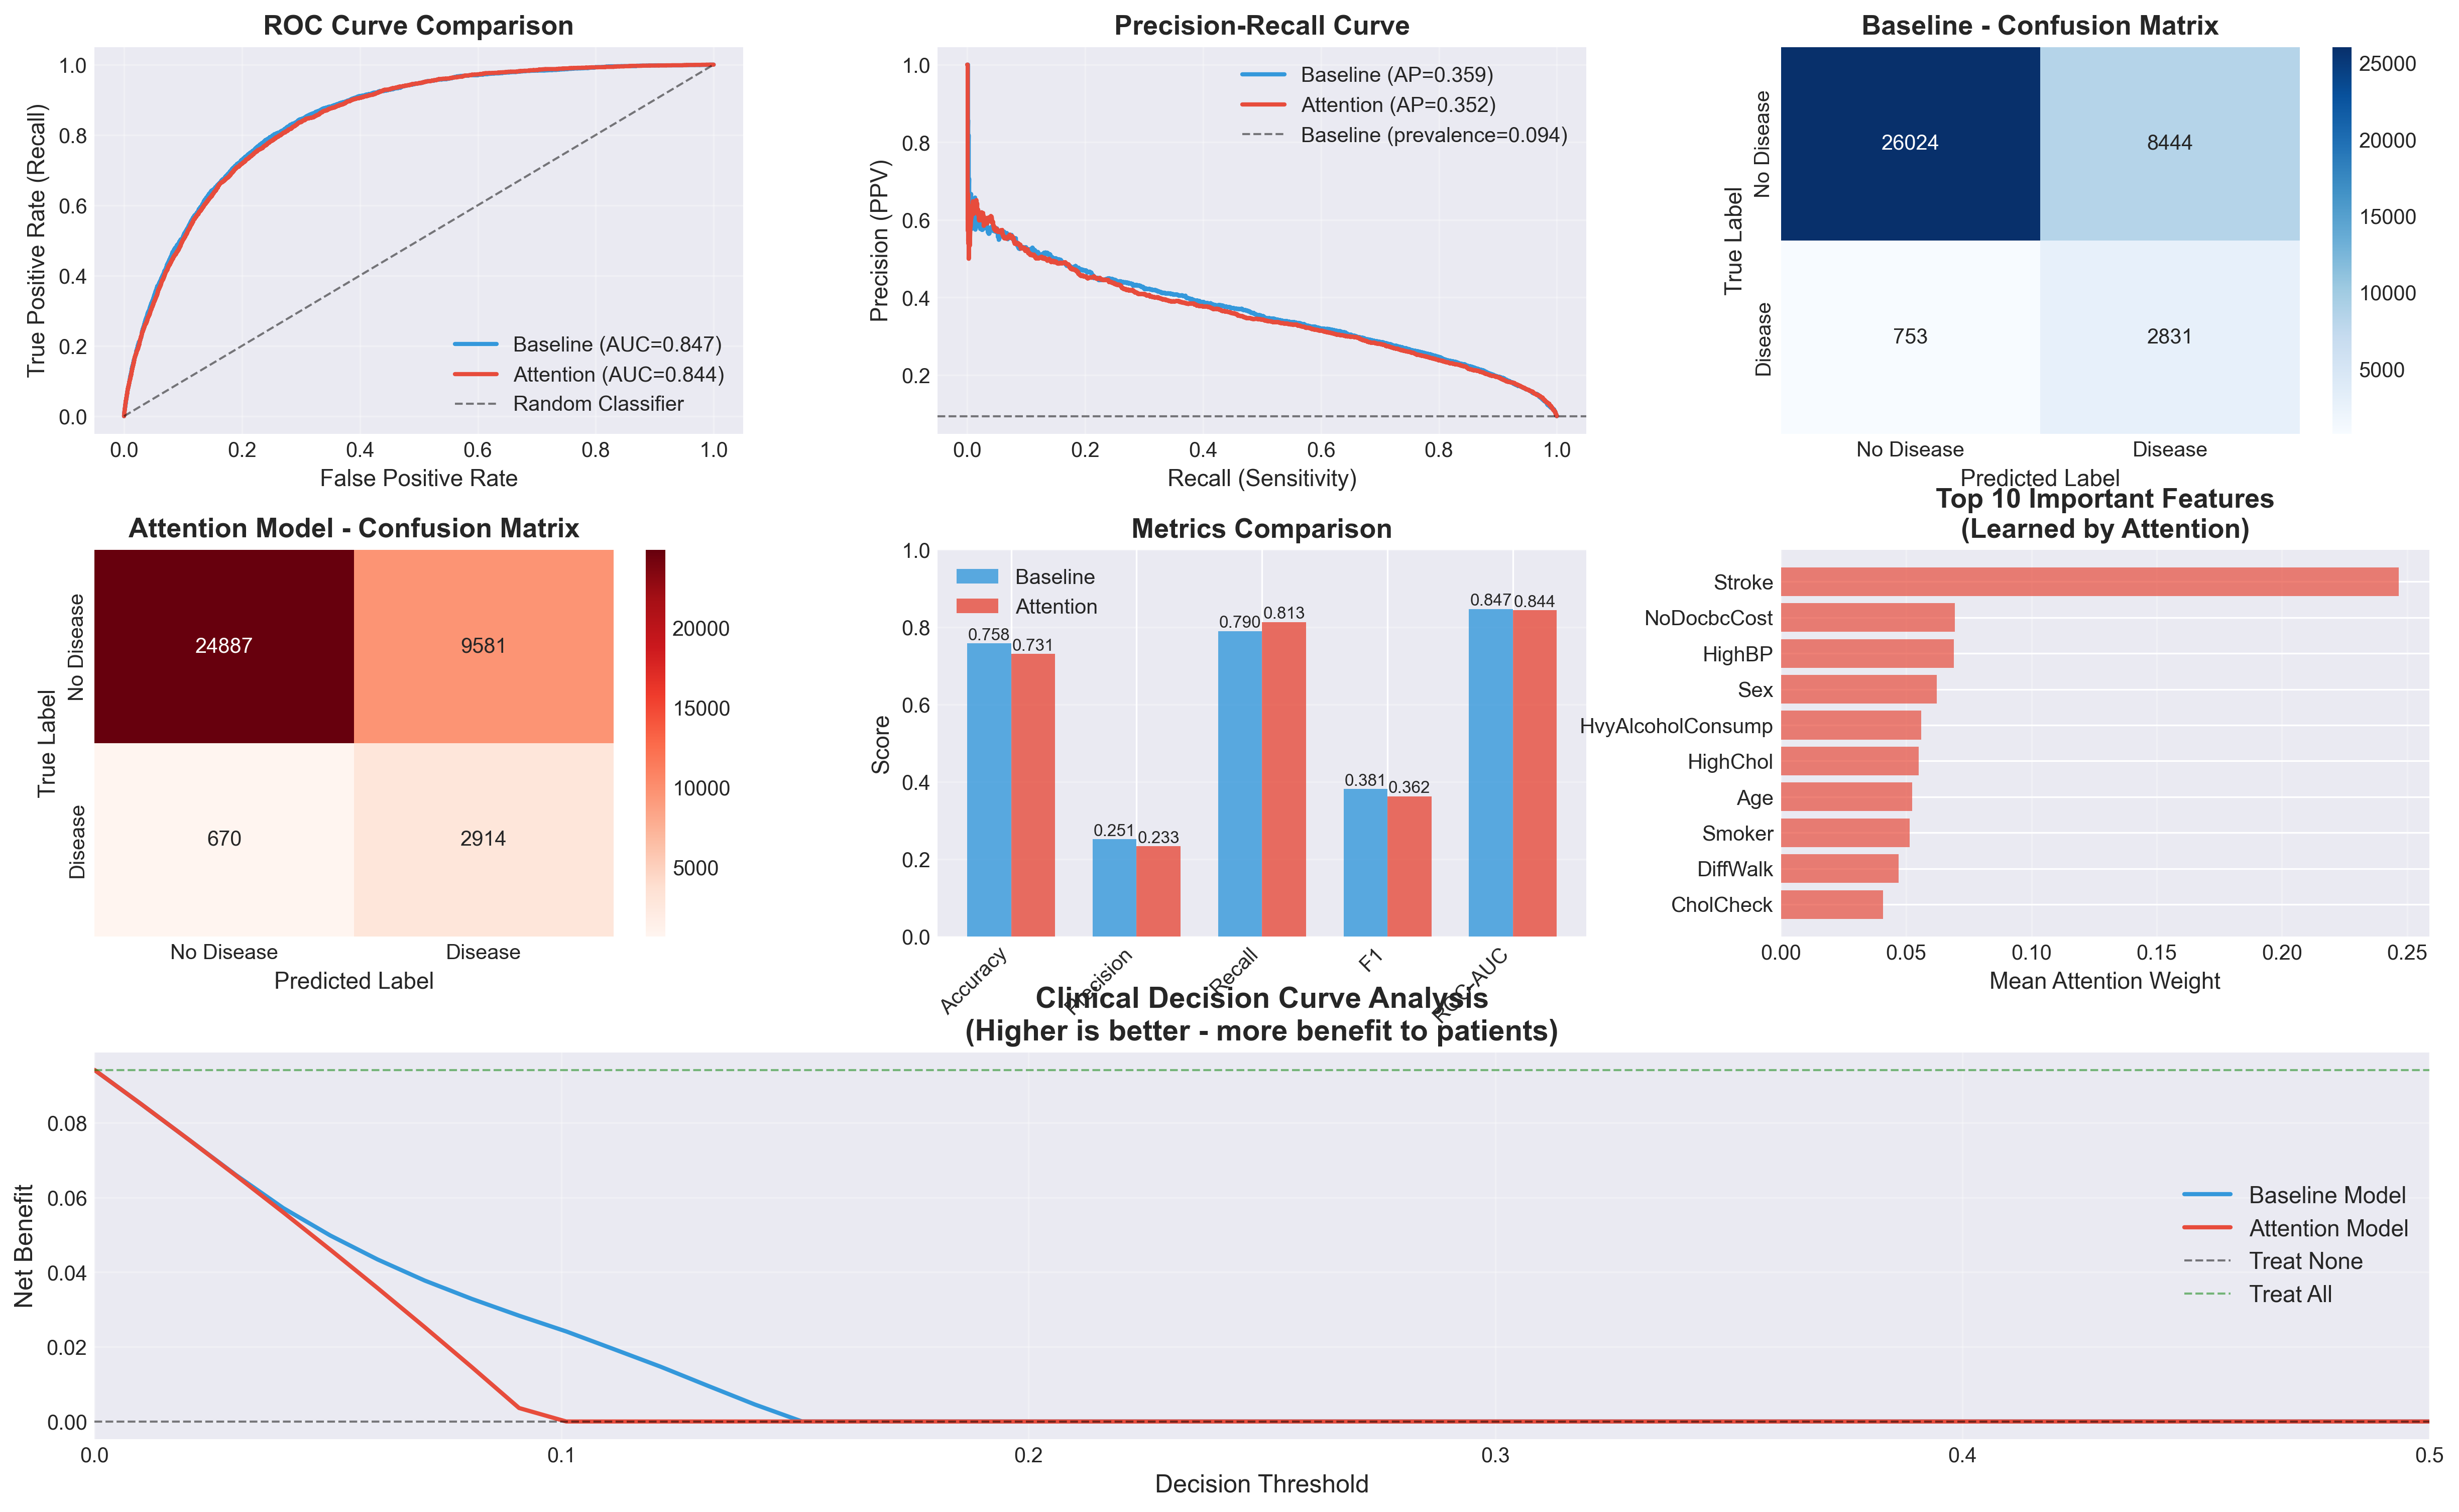 ROC Curve Comparison
True Positive Rate (Recall)
1.0
0.8
0.6
0.4
0.2
0.0
Baseline (AUC=0.847)
Attention (AUC=0.844)
Random Classifier
0.0 0.2 0.4 0.6 0.8 1.0
False Positive Rate
Precision-Recall Curve
Precision (PPV)
1.0
0.8
0.6
0.4
0.2
Baseline (AP=0.359)
Attention (AP=0.352)
Baseline (prevalence=0.094)
0.0 0.2 0.4 0.6 0.8 1.0
Recall (Sensitivity)
Baseline - Confusion Matrix
True Label
No Disease
Disease
26024 8444
753 2831
No Disease Disease
Predicted Label
25000
20000
15000
10000
5000
Attention Model - Confusion Matrix
True Label
No Disease
Disease
24887 9581
670 2914
No Disease Disease
Predicted Label
20000
15000
10000
5000
Metrics Comparison
Score
1.0
0.8
0.6
0.4
0.2
0.0
Baseline
Attention
0.758 0.731
0.251 0.233
0.790 0.813
0.381 0.362
0.847 0.844
Accuracy
Precision
Recall
F1
ROC-AUC
Top 10 Important Features
(Learned by Attention)
Stroke
NoDocbcCost
HighBP
Sex
HvyAlcoholConsump
HighChol
Age
Smoker
DiffWalk
CholCheck
0.00 0.05 0.10 0.15 0.20 0.25
Mean Attention Weight
Clinical Decision Curve Analysis
(Higher is better - more benefit to patients)
Net Benefit
0.08
0.06
0.04
0.02
0.00
Baseline Model
Attention Model
Treat None
Treat All
0.0 0.1 0.2 0.3 0.4 0.5
Decision Threshold